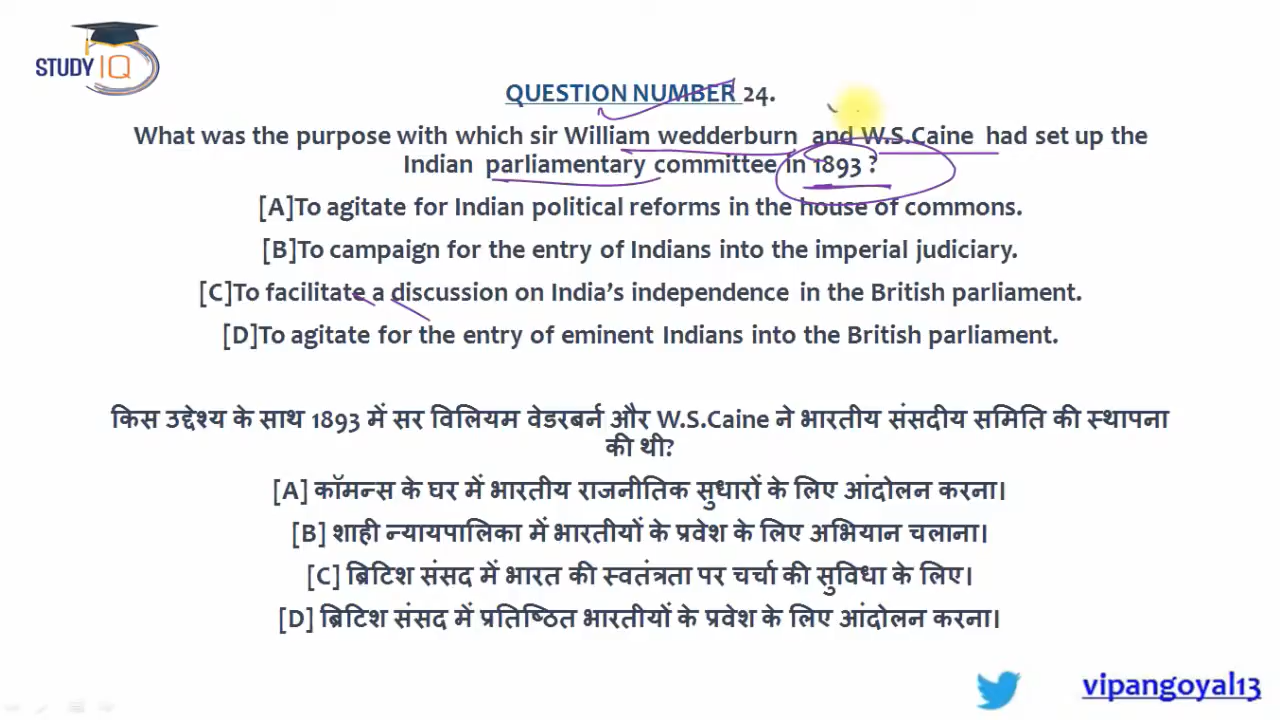 STUDY IQ
QUESTION NUMBER 24.
What was the purpose with which sir William wedderburn and W.S.Caine had set up the
Indian parliamentary committee in 1893 ?
[A]To agitate for Indian political reforms in the house of commons.
[B]To campaign for the entry of Indians into the imperial judiciary.
[C]To facilitate a discussion on India's independence in the British parliament.
[D]To agitate for the entry of eminent Indians into the British parliament.
किस उद्देश्य के साथ 1893 में सर विलियम वेडरबर्न और W.S.Caine ने भारतीय संसदीय समिति की स्थापना
की थी?
[A] कॉमन्स के घर में भारतीय राजनीतिक सुधारों के लिए आंदोलन करना।
[B] शाही न्यायपालिका में भारतीयों के प्रवेश के लिए अभियान चलाना।
[C] ब्रिटिश संसद में भारत की स्वतंत्रता पर चर्चा की सुविधा के लिए।
[D] ब्रिटिश संसद में प्रतिष्ठित भारतीयों के प्रवेश के लिए आंदोलन करना।
vipangoyal13